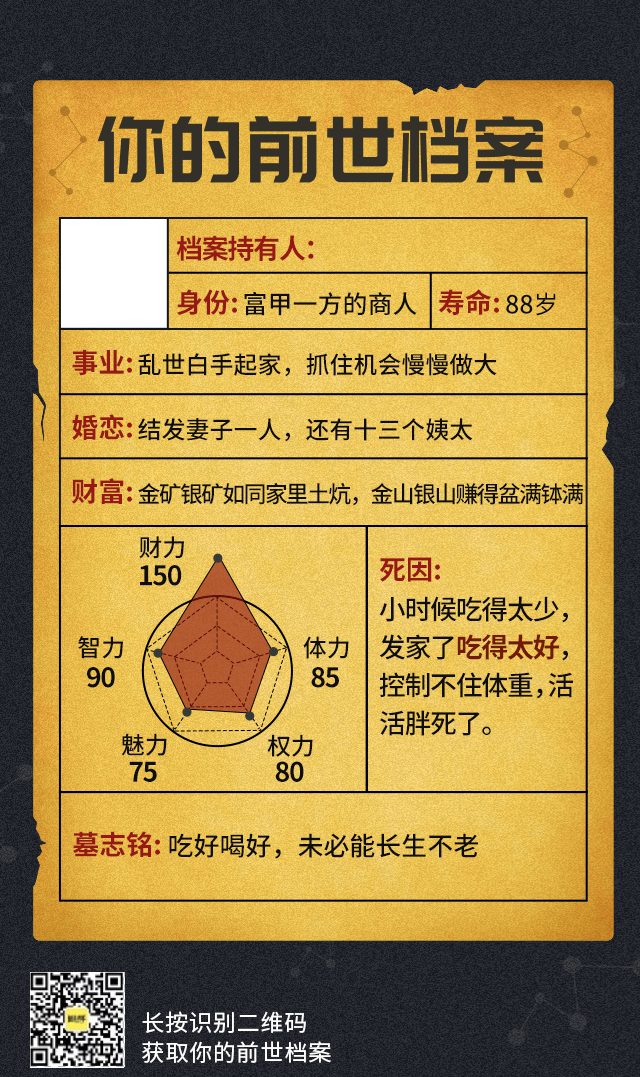 你的前世档案
档案持有人：
身份: 富甲一方的商人
寿命: 88岁
事业: 乱世白手起家，抓住机会慢慢做大
婚恋: 结发妻子一人，还有十三个姨太
财富: 金矿银矿如同家里土炕，金山银山赚得盆满钵满
财力
150
智力
90
体力
85
魅力
75
权力
80
死因:
小时候吃得太少，
发家了吃得太好，
控制不住体重，活
活胖死了。
墓志铭: 吃好喝好，未必能长生不老
长按识别二维码
获取你的前世档案